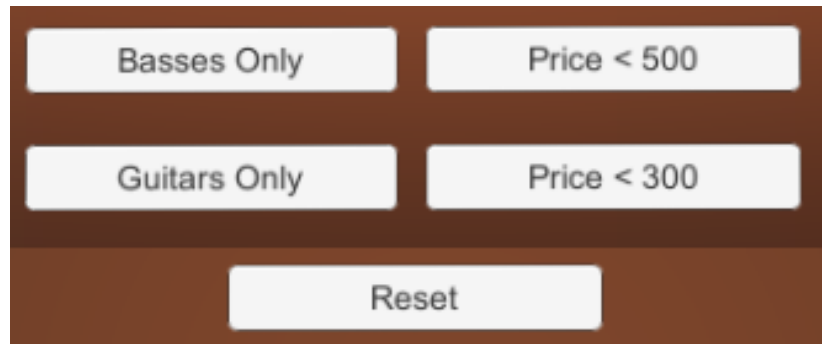 Basses Only
Price < 500
Guitars Only
Price < 300
Reset